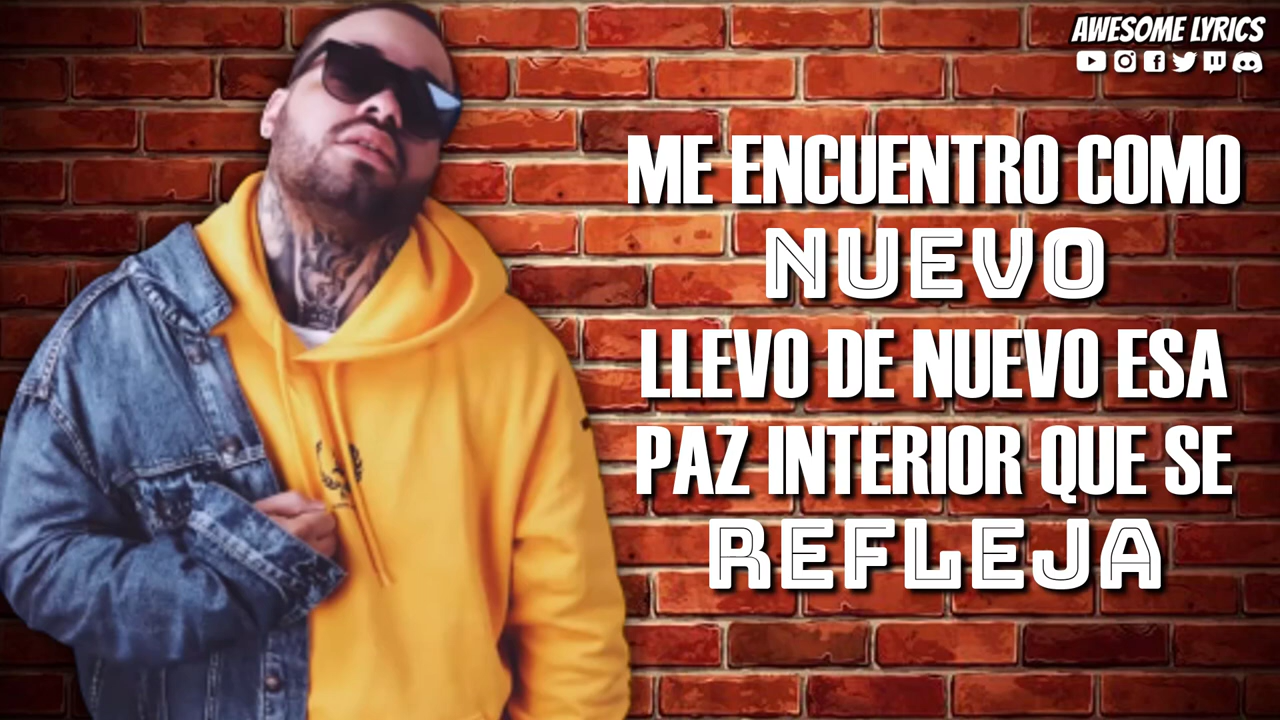 AWESOME LYRICS
ME ENCUENTRO COMO
NUEVO
LLEVO DE NUEVO ESA
PAZ INTERIOR QUE SE
REFLEJA